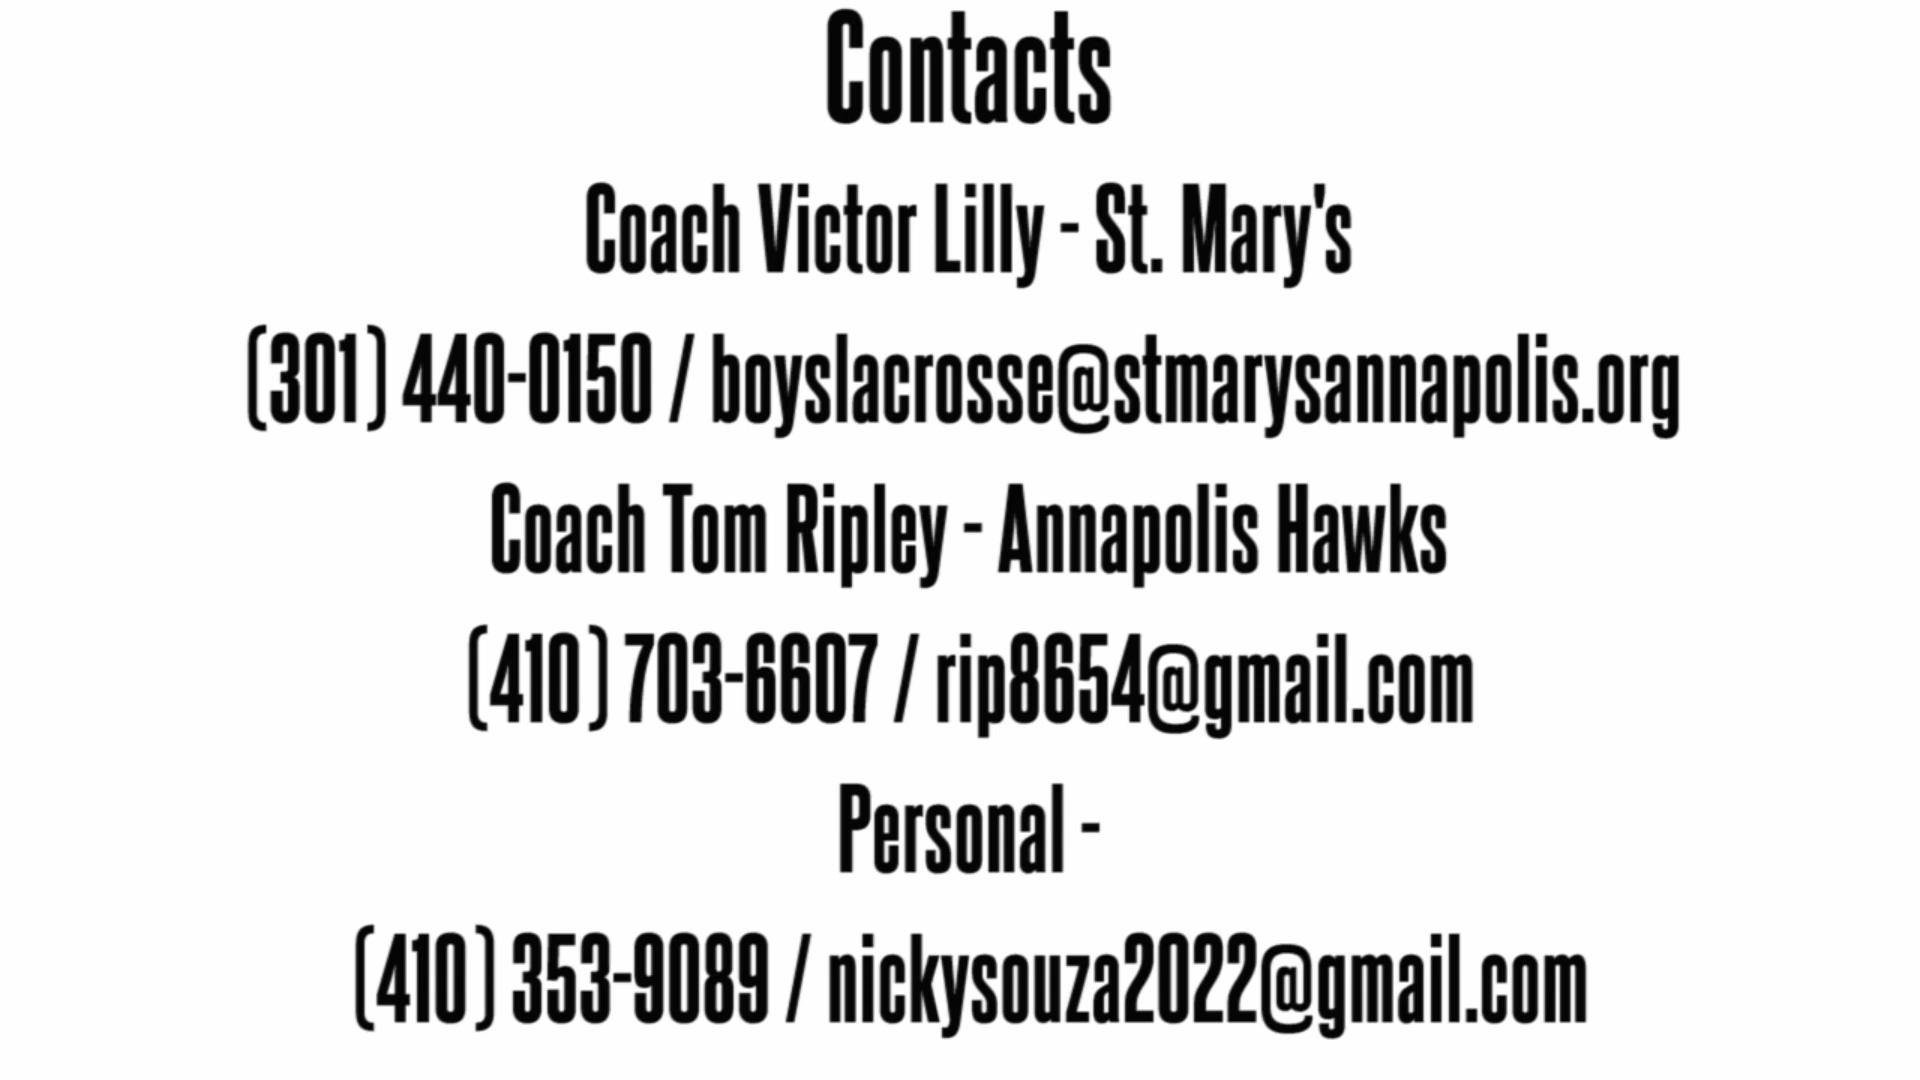 Contacts
Coach Victor Lilly - St. Mary's
(301) 440-0150 / boyslacrosse@stmarysannapolis.org
Coach Tom Ripley - Annapolis Hawks
(410) 703-6607 / rip8654@gmail.com
Personal -
(410) 353-9089 / nickysouza2022@gmail.com